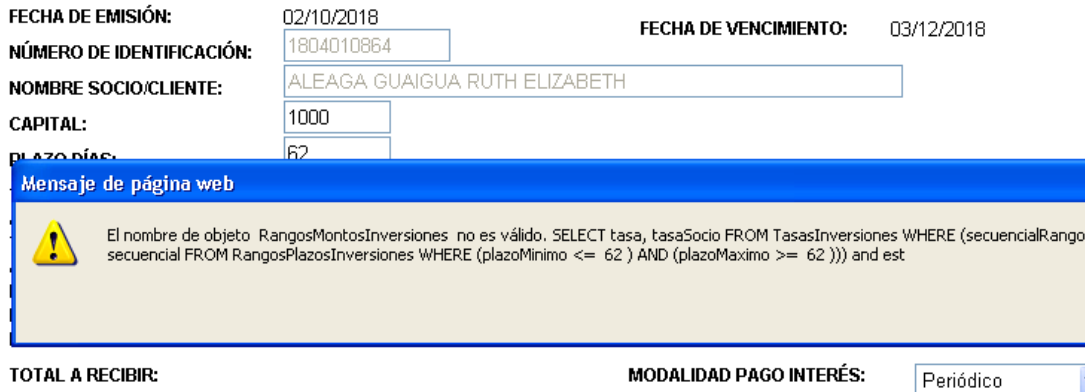 FECHA DE EMISIÓN: 02/10/2018 FECHA DE VENCIMIENTO: 03/12/2018
NÚMERO DE IDENTIFICACIÓN: 1804010864
NOMBRE SOCIO/CLIENTE: ALEAGA GUAIGUA RUTH ELIZABETH
CAPITAL: 1000
PLAZO DÍAS: 62
Mensaje de página web
El nombre de objeto RangosMontosInversiones no es válido. SELECT tasa, tasaSocio FROM TasasInversiones WHERE (secuencialRango
secuencial FROM RangosPlazosInversiones WHERE (plazoMinimo <= 62 ) AND (plazoMaximo >= 62 ))) and est
TOTAL A RECIBIR: MODALIDAD PAGO INTERÉS: Periódico